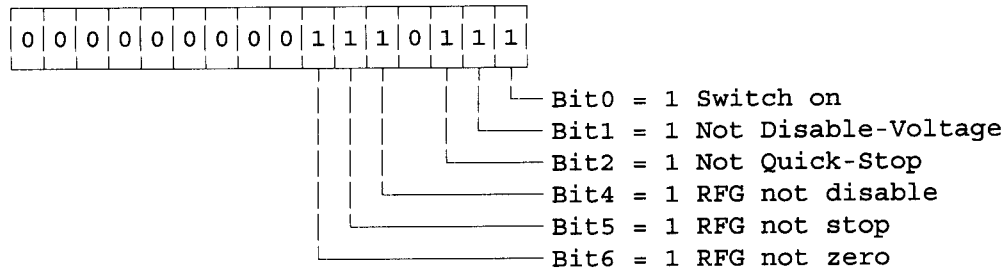 0 0 0 0 0 0 0 0 0 1 1 1 0 1 1 1
Bit0 = 1 Switch on
Bit1 = 1 Not Disable-Voltage
Bit2 = 1 Not Quick-Stop
Bit4 = 1 RFG not disable
Bit5 = 1 RFG not stop
Bit6 = 1 RFG not zero